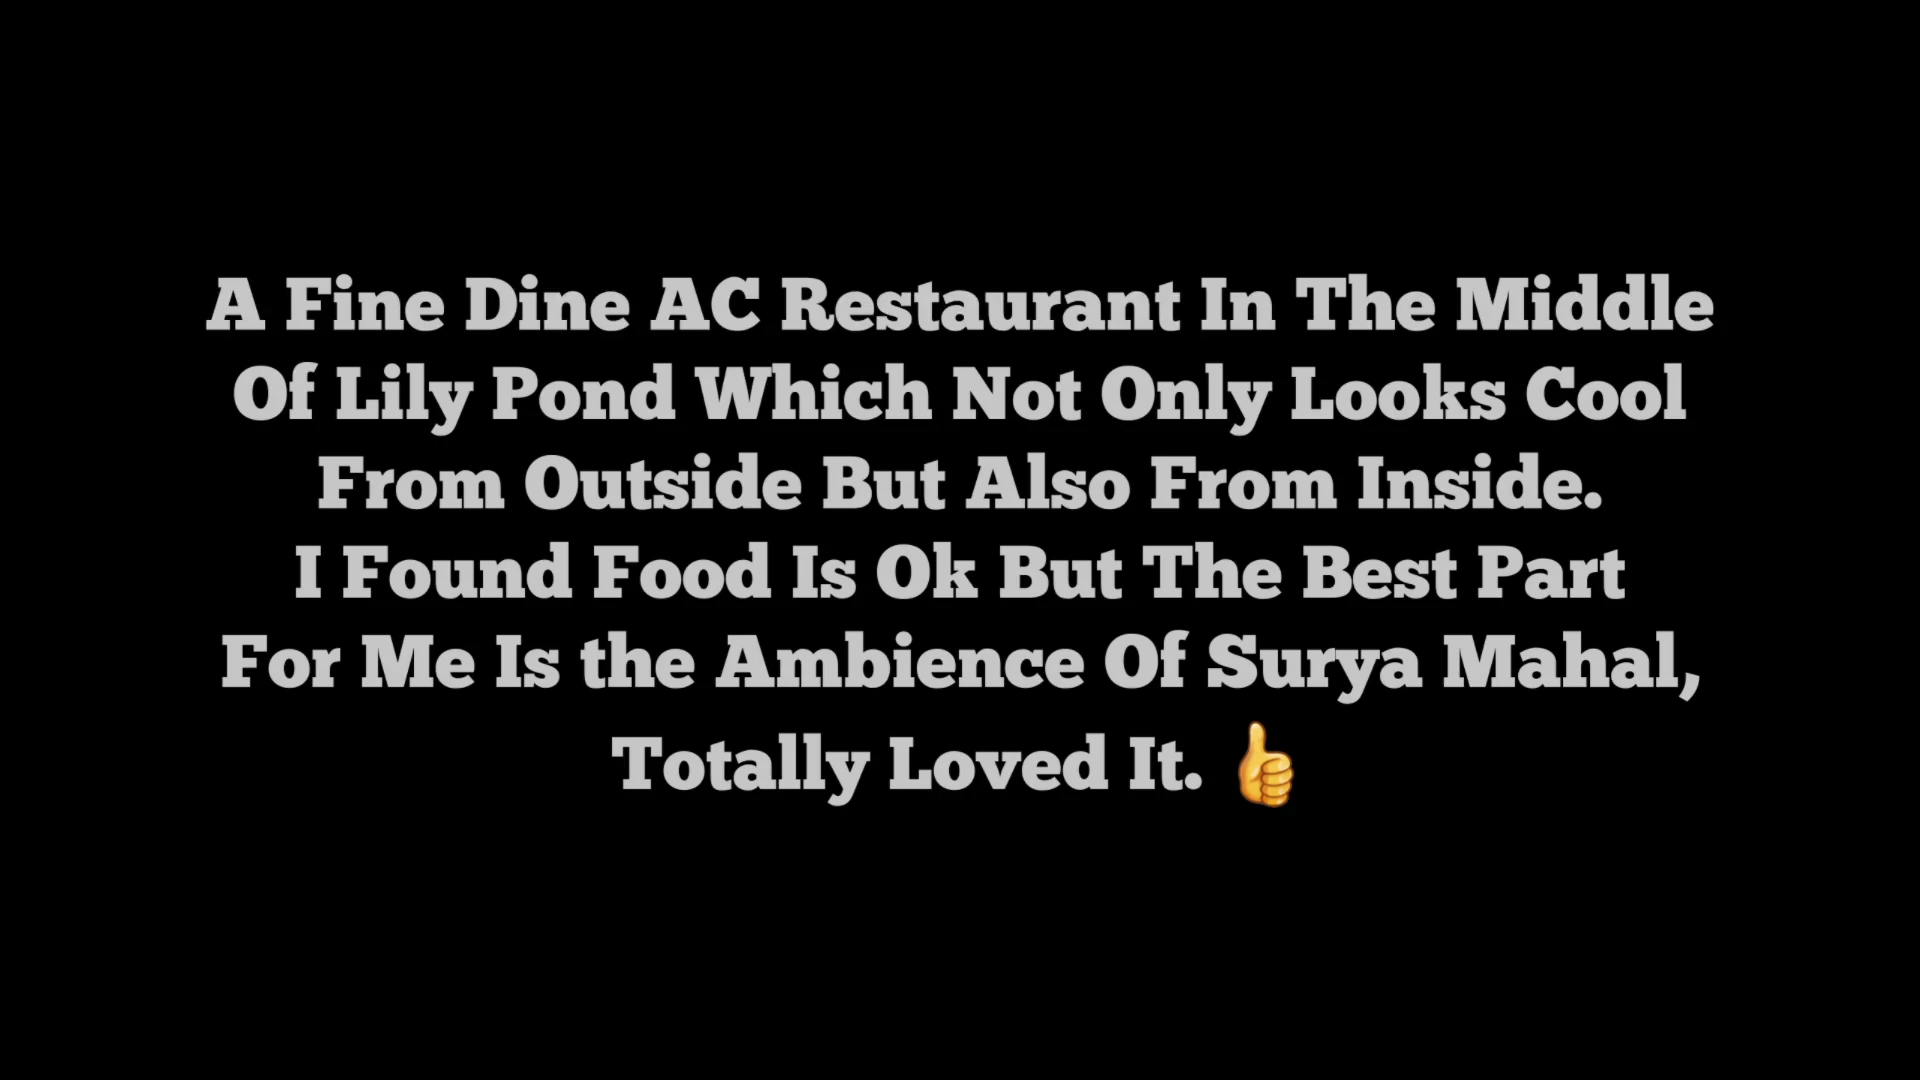 A Fine Dine AC Restaurant In The Middle
Of Lily Pond Which Not Only Looks Cool
From Outside But Also From Inside.
I Found Food Is Ok But The Best Part
For Me Is the Ambience Of Surya Mahal,
Totally Loved It. 👍